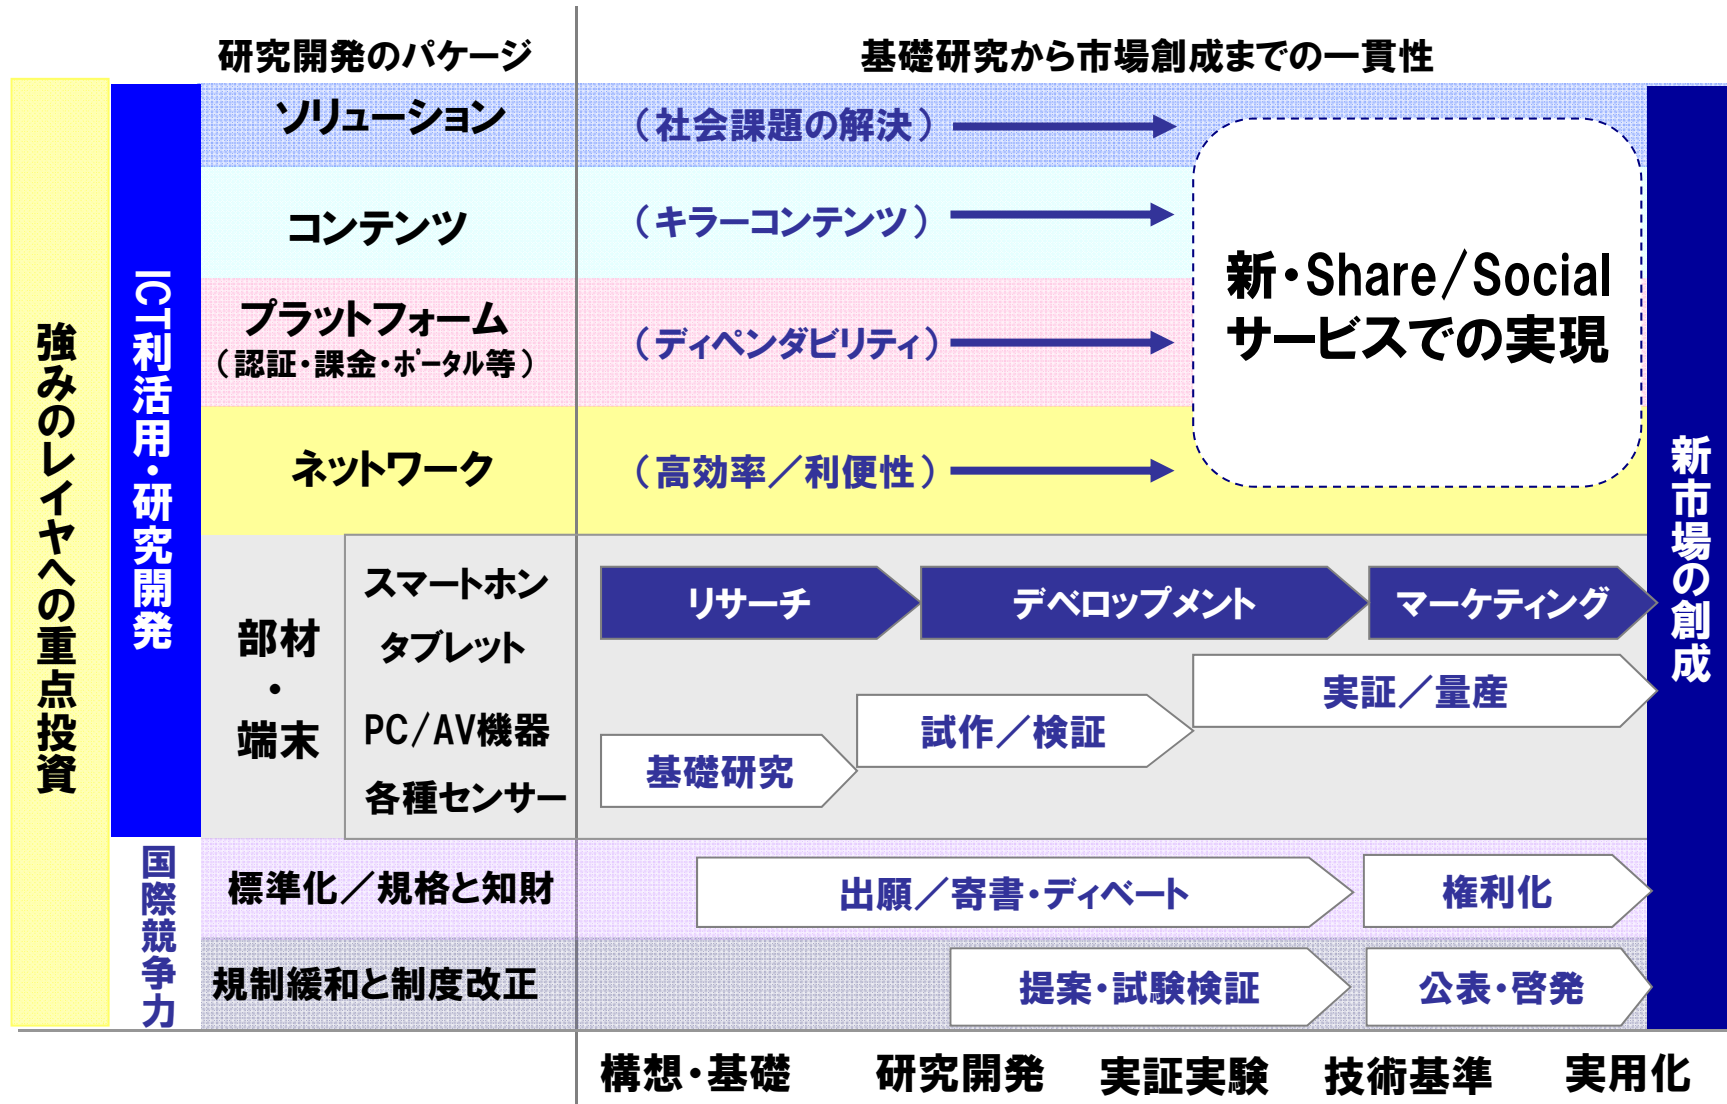 研究開発のパケージ
基礎研究から市場創成までの一貫性
強みのレイヤへの重点投資
ICT利活用・研究開発
国際競争力
ソリューション
（社会課題の解決）
コンテンツ
（キラーコンテンツ）
プラットフォーム
（認証・課金・ポータル等）
（ディペンダビリティ）
ネットワーク
（高効率／利便性）
新・Share/Social
サービスでの実現
部材
・
端末
スマートホン
タブレット
PC/AV機器
各種センサー
リサーチ
デベロップメント
マーケティング
実証／量産
試作／検証
基礎研究
標準化／規格と知財
出願／寄書・ディベート
権利化
規制緩和と制度改正
提案・試験検証
公表・啓発
新市場の創成
構想・基礎
研究開発
実証実験
技術基準
実用化